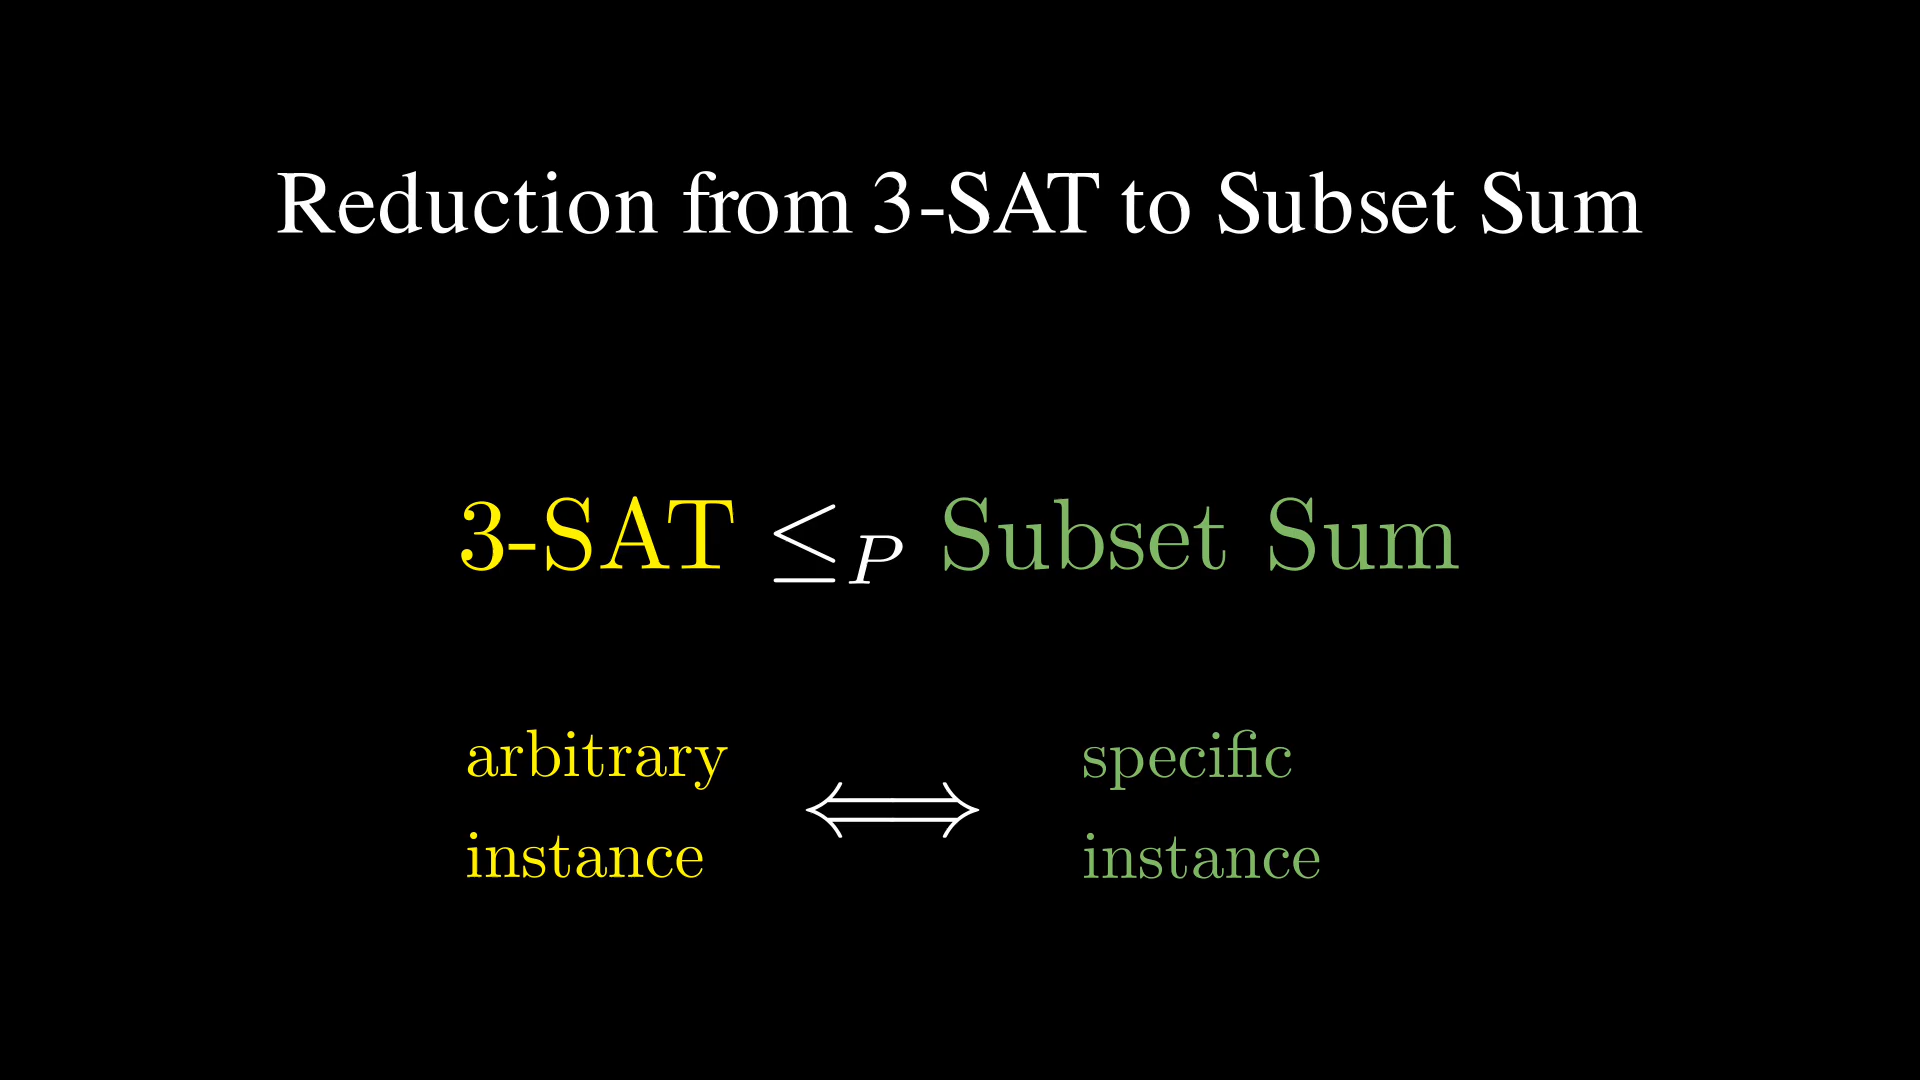 Reduction from 3-SAT to Subset Sum
3-SAT ≤P Subset Sum
arbitrary
instance
⟺
specific
instance